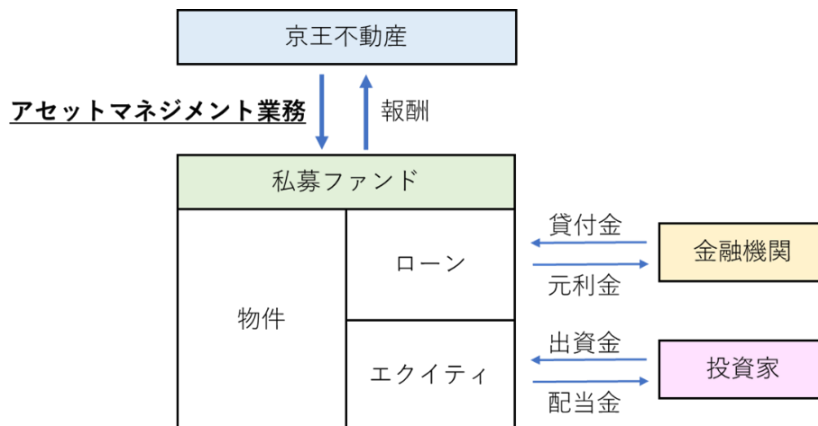 京王不動産
アセットマネジメント業務
報酬
私募ファンド
物件
ローン
エクイティ
貸付金
元利金
金融機関
出資金
配当金
投資家